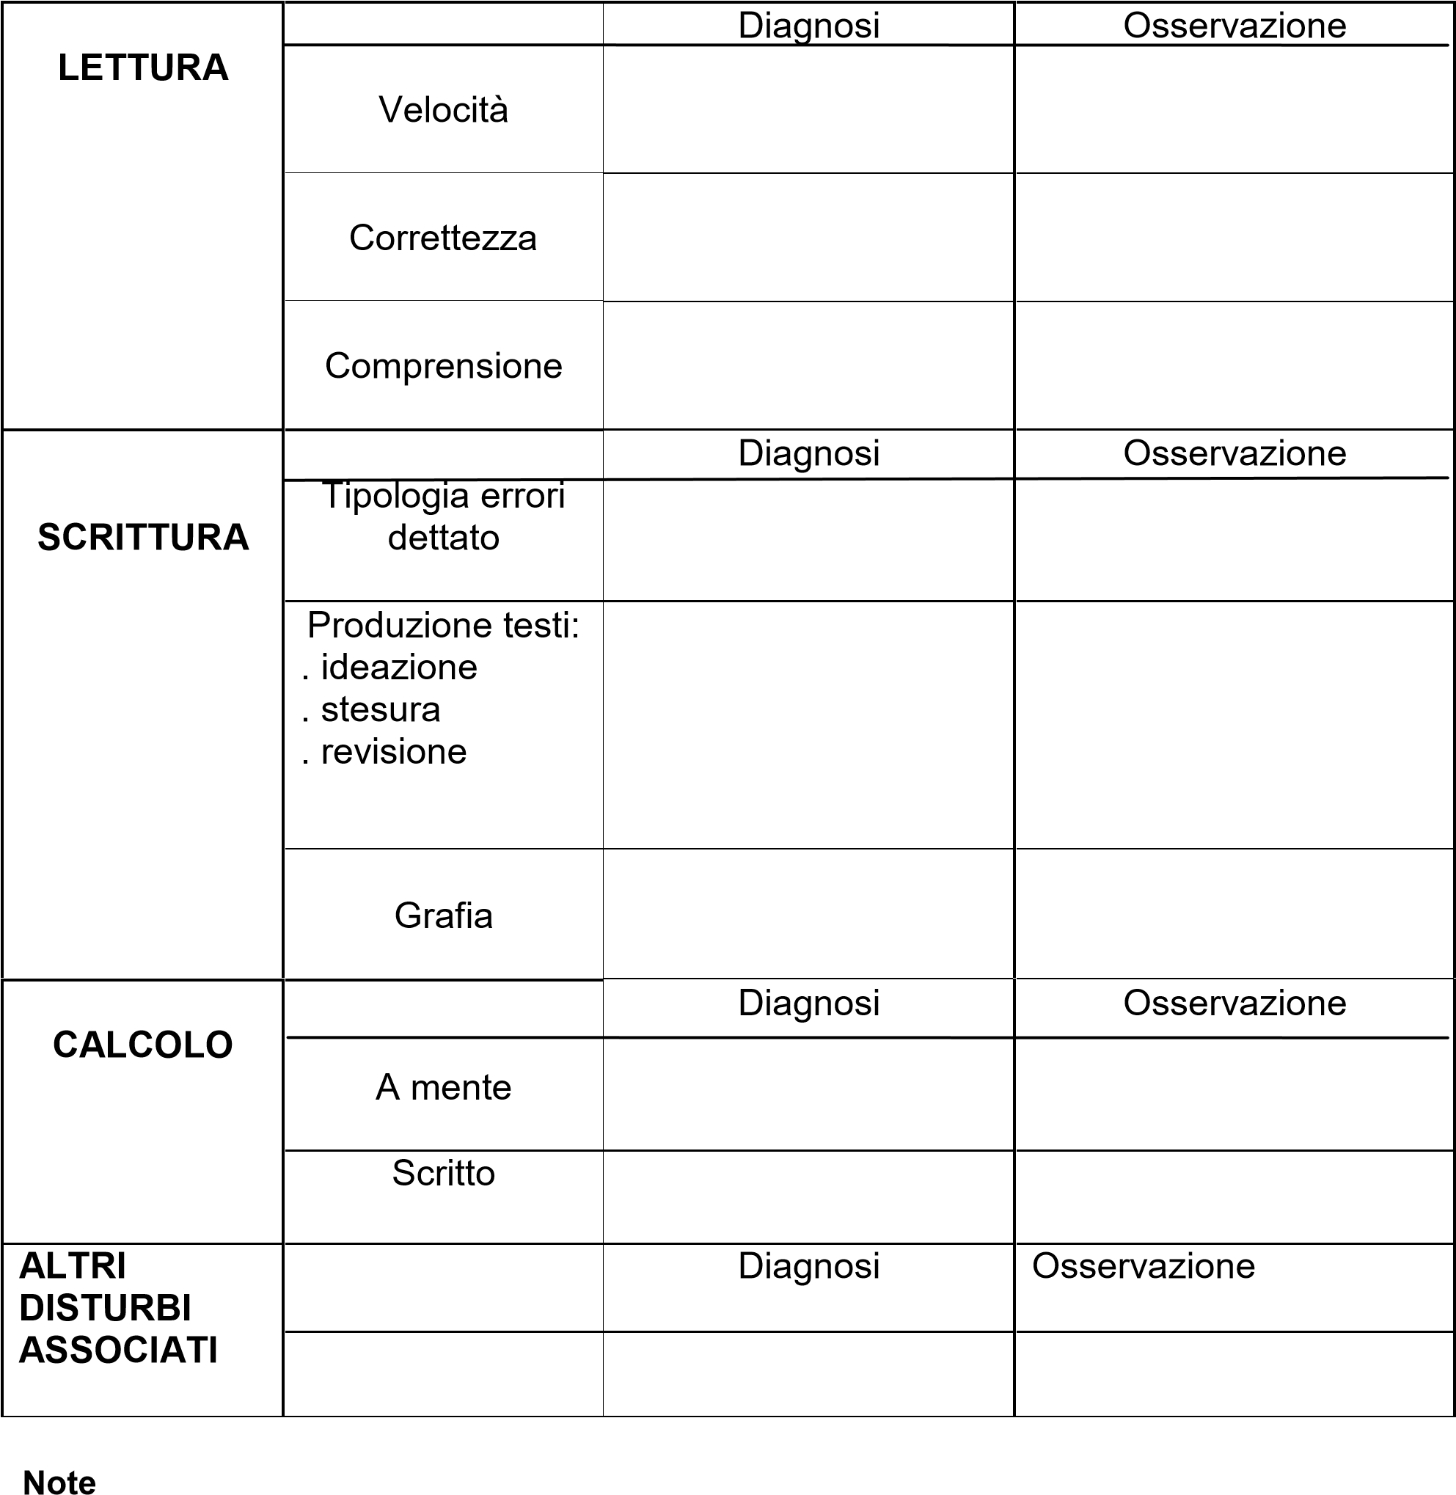 Diagnosi
Osservazione
LETTURA
Velocità
Correttezza
Comprensione
Diagnosi
Osservazione
SCRITTURA
Tipologia errori
dettato
Produzione testi:
. ideazione
. stesura
. revisione
Grafia
Diagnosi
Osservazione
CALCOLO
A mente
Scritto
ALTRI
DISTURBI
ASSOCIATI
Diagnosi
Osservazione
Note